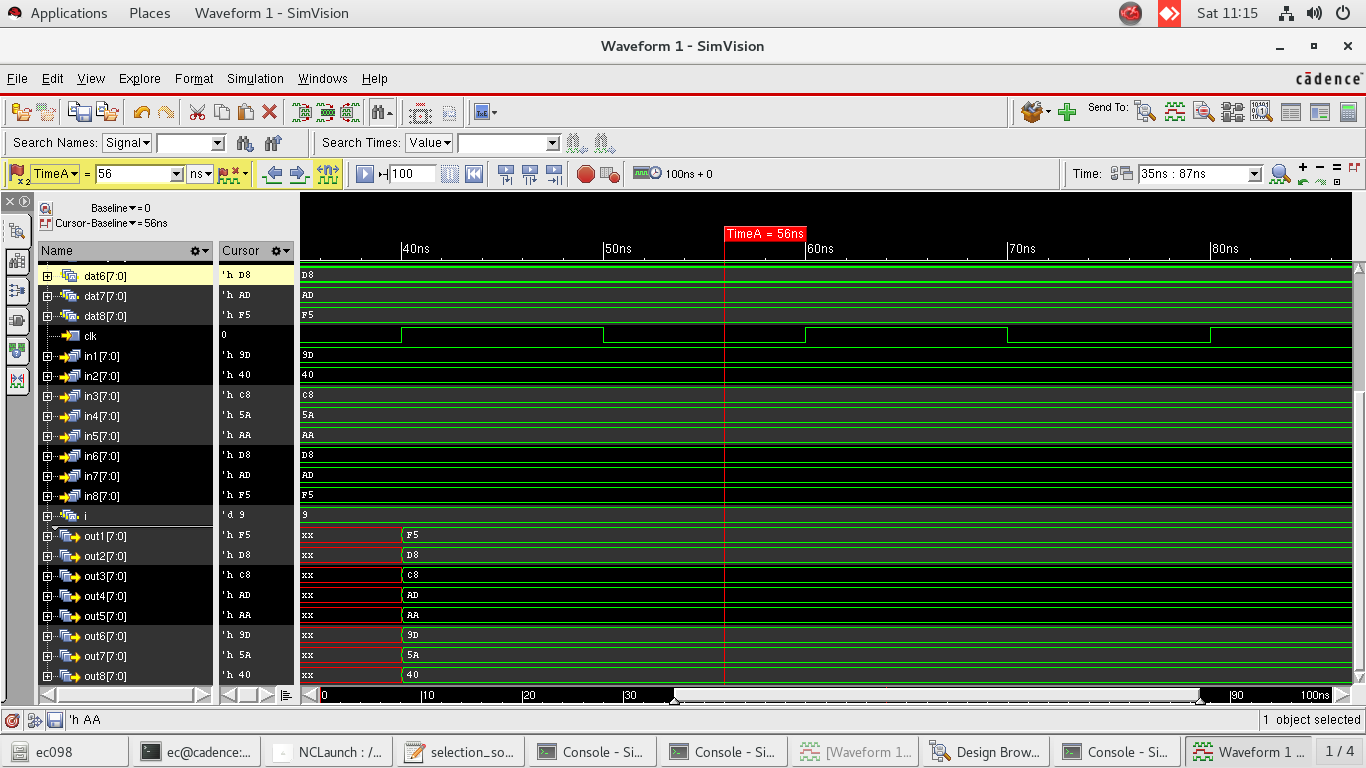 Applications Places Waveform 1 - SimVision Sat 11:15
Waveform 1 - SimVision
File Edit View Explore Format Simulation Windows Help cādence
Send To:
Search Names: Signal Search Times: Value
x2 TimeA = 56 ns 100 100ns + 0 Time: 35ns : 87ns
Baseline = 0
Cursor-Baseline = 56ns
TimeA = 56ns
Name Cursor 40ns 50ns 60ns 70ns 80ns
dat6[7:0] 'h D8 D8
dat7[7:0] 'h AD AD
dat8[7:0] 'h F5 F5
clk 0
in1[7:0] 'h 9D 9D
in2[7:0] 'h 40 40
in3[7:0] 'h C8 C8
in4[7:0] 'h 5A 5A
in5[7:0] 'h AA AA
in6[7:0] 'h D8 D8
in7[7:0] 'h AD AD
in8[7:0] 'h F5 F5
i 'd 9 9
out1[7:0] 'h F5 xx F5
out2[7:0] 'h D8 xx D8
out3[7:0] 'h C8 xx C8
out4[7:0] 'h AD xx AD
out5[7:0] 'h AA xx AA
out6[7:0] 'h 9D xx 9D
out7[7:0] 'h 5A xx 5A
out8[7:0] 'h 40 xx 40
0 10 20 30 90 100ns
'h AA 1 object selected
ec098 ec@cadence:... NCLaunch : /... selection_so... Console - Si... Console - Si... [Waveform 1... Design Brow... Console - Si... Waveform 1 ... 1 / 4